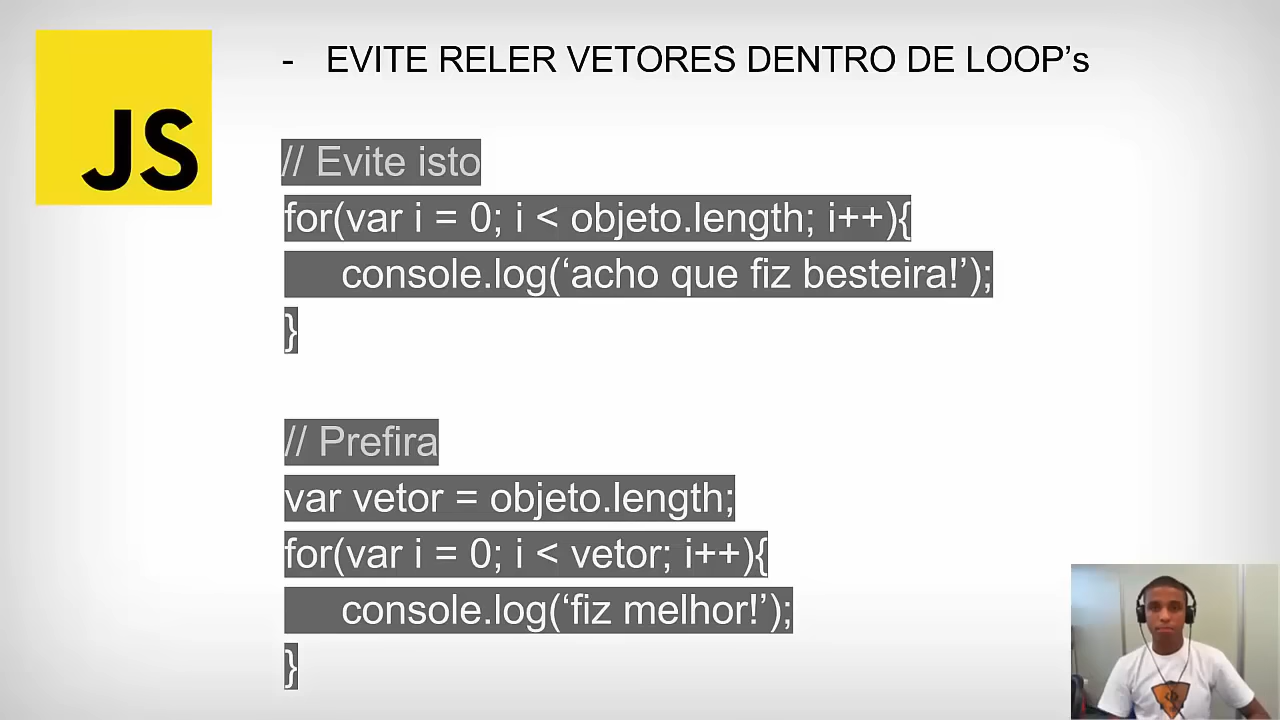 JS
- EVITE RELER VETORES DENTRO DE LOOP’s
// Evite isto
for(var i = 0; i < objeto.length; i++){
console.log(‘acho que fiz besteira!’);
}
// Prefira
var vetor = objeto.length;
for(var i = 0; i < vetor; i++){
console.log(‘fiz melhor!’);
}